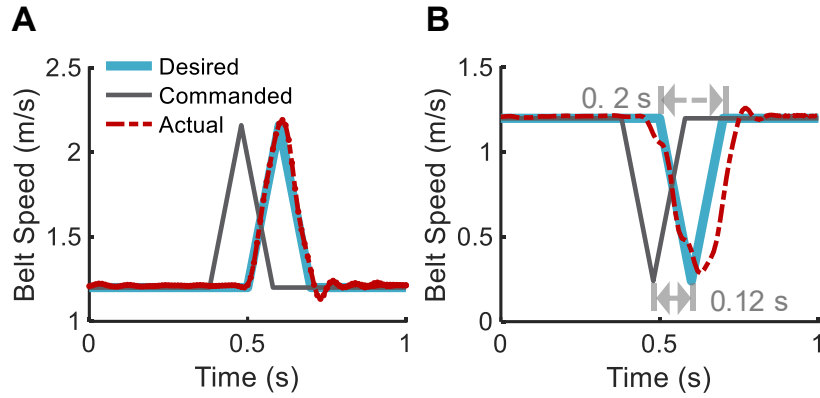 A
2.5
2
1.5
1
Belt Speed (m/s)
Desired
Commanded
Actual
0
0.5
1
Time (s)
B
1.5
1
0.5
0
Belt Speed (m/s)
0. 2 s
0.12 s
0
0.5
1
Time (s)